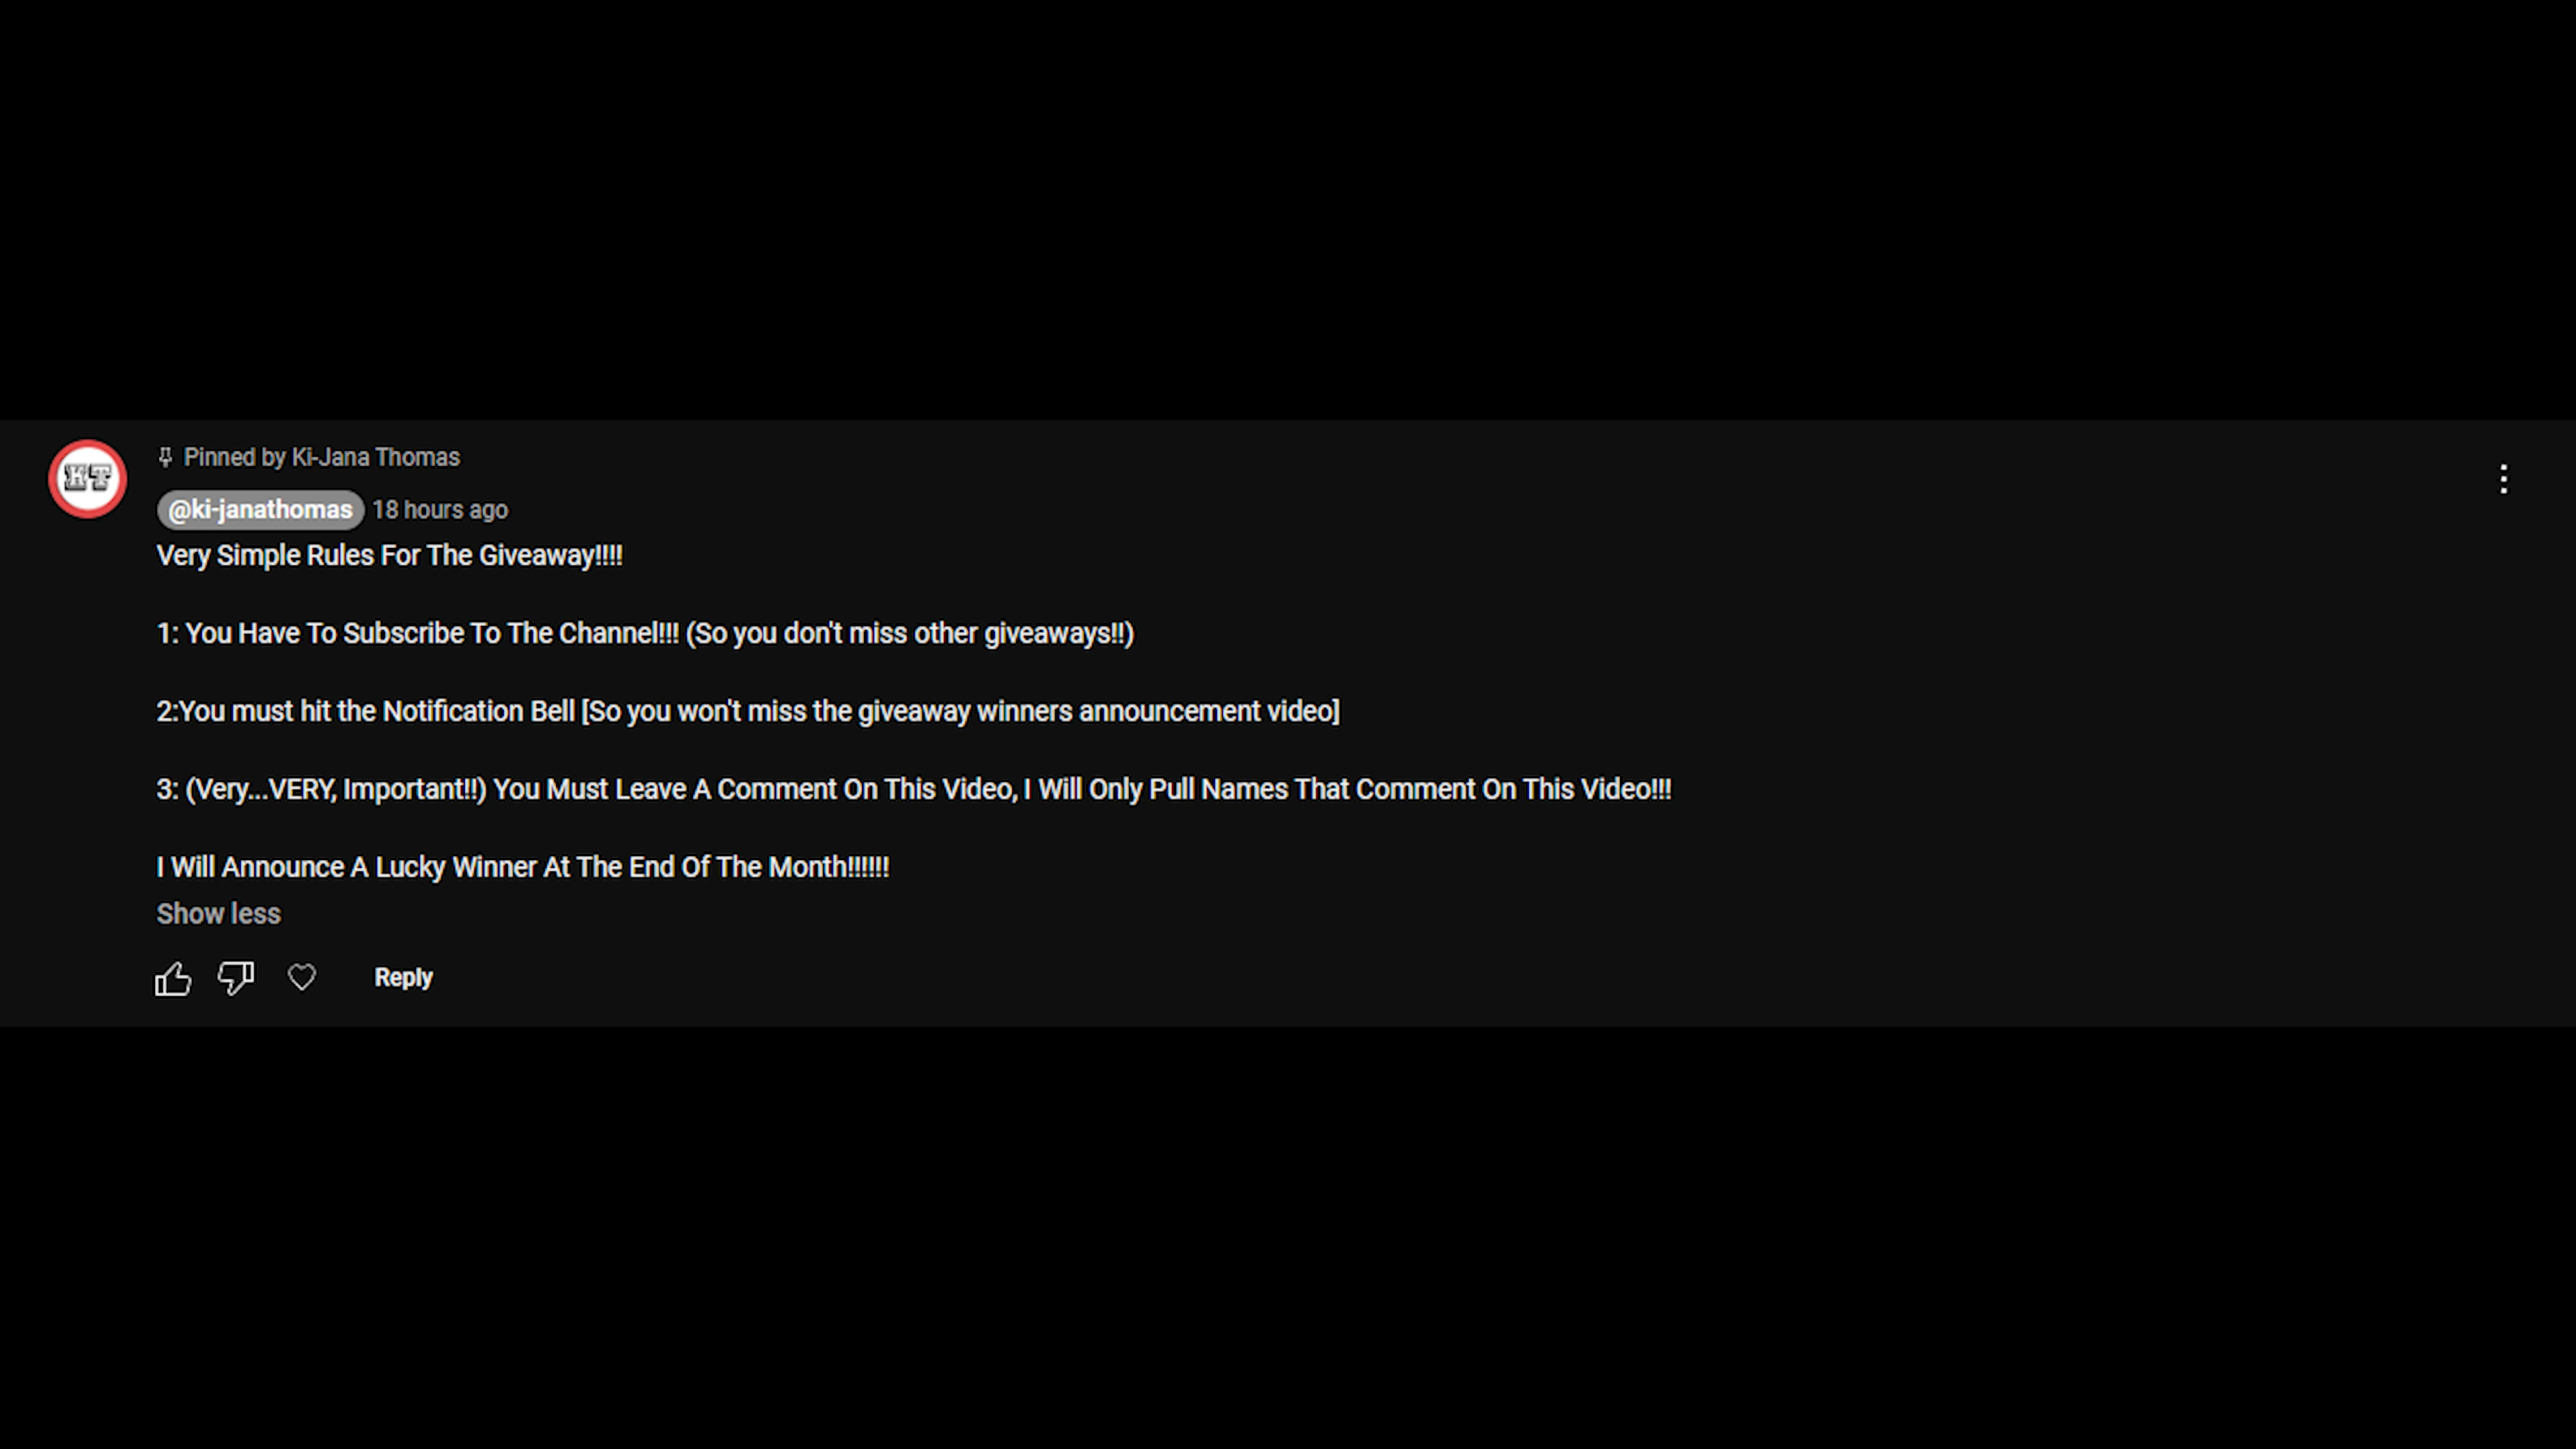 KT
Pinned by Ki-Jana Thomas
@ki-janathomas 18 hours ago
Very Simple Rules For The Giveaway!!!!
1: You Have To Subscribe To The Channel!!! (So you don't miss other giveaways!!)
2:You must hit the Notification Bell [So you won't miss the giveaway winners announcement video]
3: (Very...VERY, Important!!) You Must Leave A Comment On This Video, I Will Only Pull Names That Comment On This Video!!!
I Will Announce A Lucky Winner At The End Of The Month!!!!!!
Show less
Reply